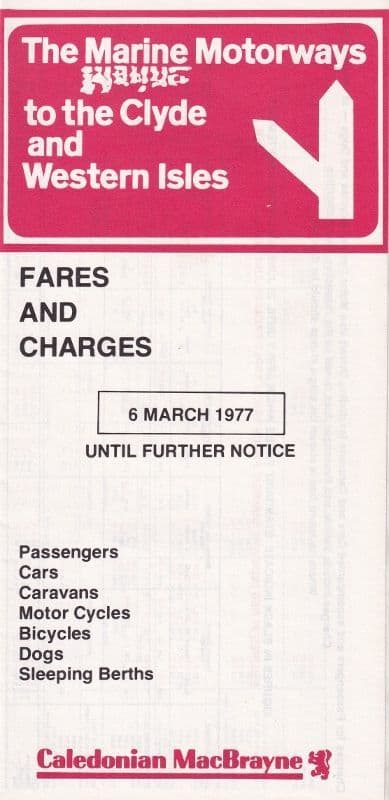 The Marine Motorways
to the Clyde
and
Western Isles
FARES
AND
CHARGES
6 MARCH 1977
UNTIL FURTHER NOTICE
Passengers
Cars
Caravans
Motor Cycles
Bicycles
Dogs
Sleeping Berths
Caledonian MacBrayne